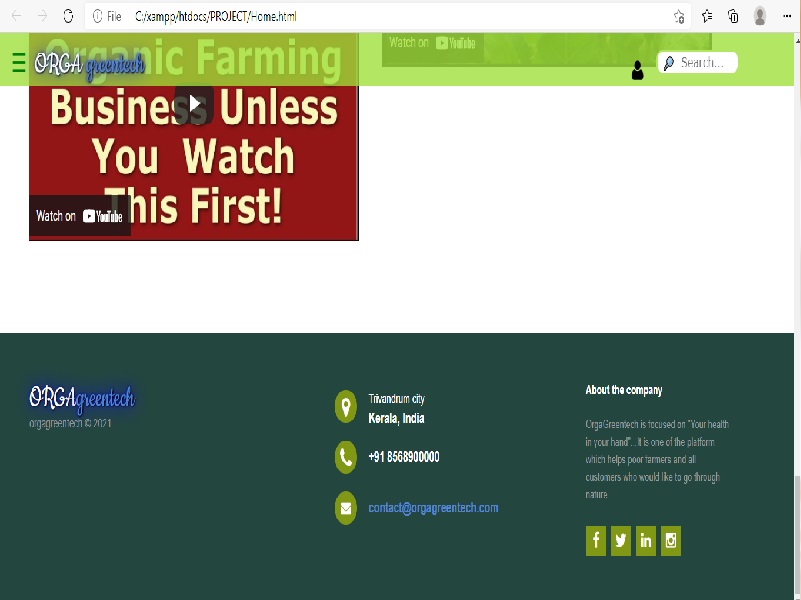 File C:/xampp/htdocs/PROJECT/Home.html
ORGAgreentech
Search...
Watch on YouTube
Organic Farming
Business Unless
You Watch
This First!
Watch on YouTube
ORGAgreentech
orgagreentech © 2021
Trivandrum city
Kerala, India
+91 8568900000
contact@orgagreentech.com
About the company
OrgaGreentech is focused on "Your health
in your hand"...It is one of the platform
which helps poor farmers and all
customers who would like to go through
nature